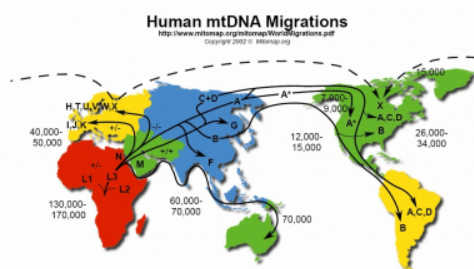 Human mtDNA Migrations
http://www.mitomap.org/mitomap/WorldMigrations.pdf
Copyright 2002 © Mitomap.org
15,000
H,T,U,V,W,X
I,J,K
40,000-
50,000
+/-
-/-
+/+
C+D
A
A*
G
B
F
N
M
+/-
L3
L1
L2
130,000-
170,000
60,000-
70,000
70,000
7,000-
9,000
X
A*
A,C,D
B
12,000-
15,000
26,000-
34,000
A,C,D
B